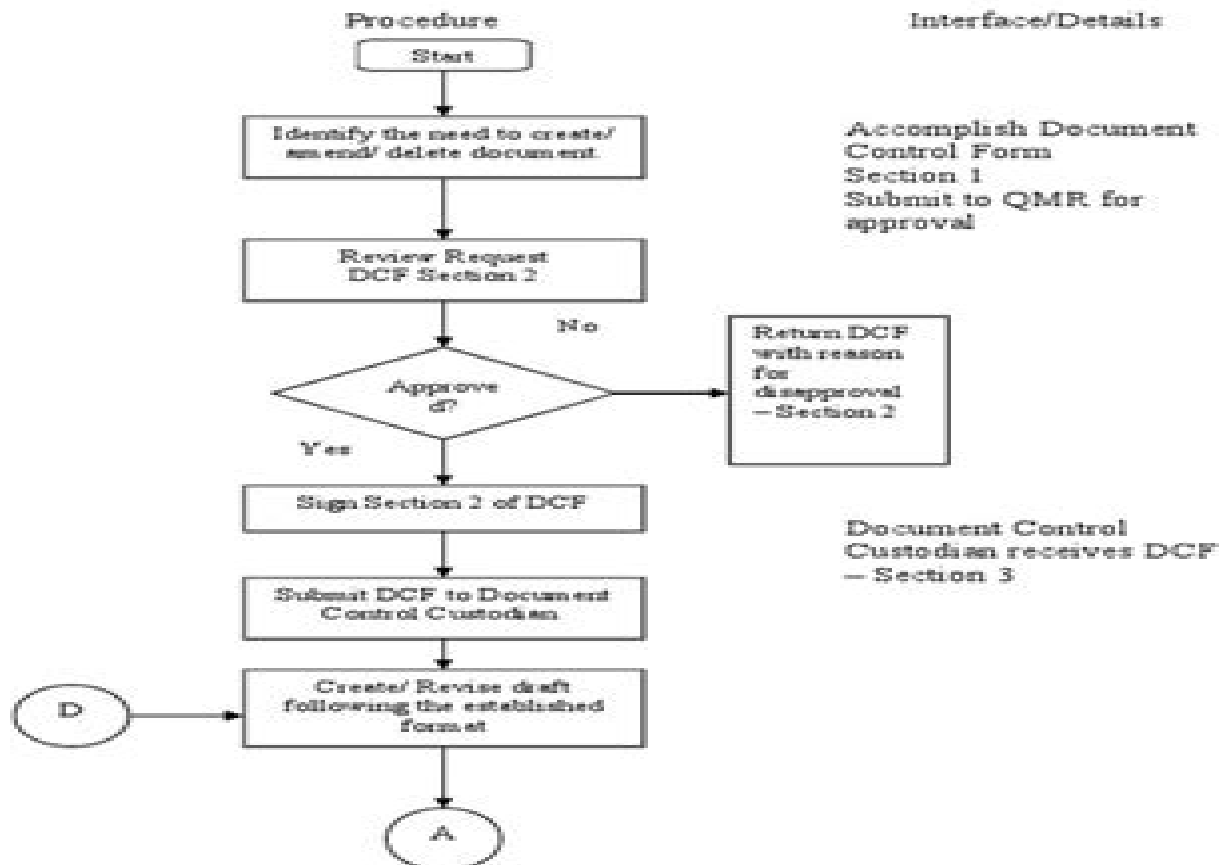 Procedure
Interface/Details
Start
Identify the need to create/
amend/ delete document
Accomplish Document
Control Form
Section 1
Submit to QMR for
approval
Review Request
DCF Section 2
No
Return DCF
with reason
for
disapproval
– Section 2
Approve
d?
Yes
Sign Section 2 of DCF
Document Control
Custodian receives DCF
– Section 3
Submit DCF to Document
Control Custodian
Create/ Revise draft
following the established
format
D
A